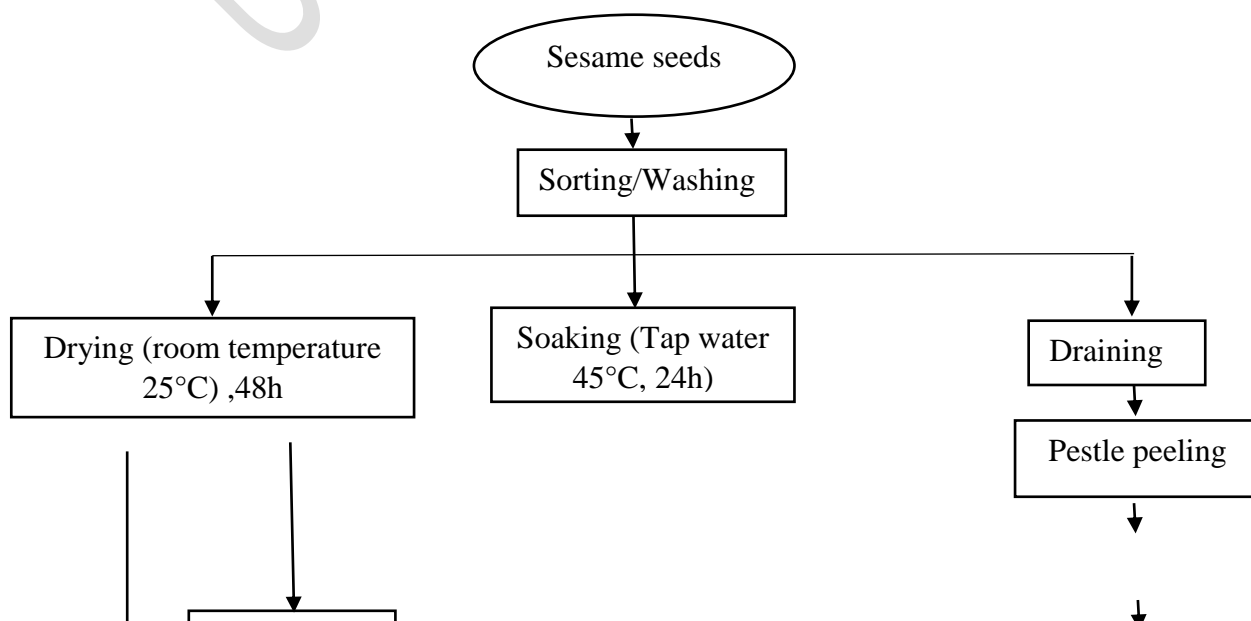 Sesame seeds
Sorting/Washing
Drying (room temperature
25°C) ,48h
Soaking (Tap water
45°C, 24h)
Draining
Pestle peeling